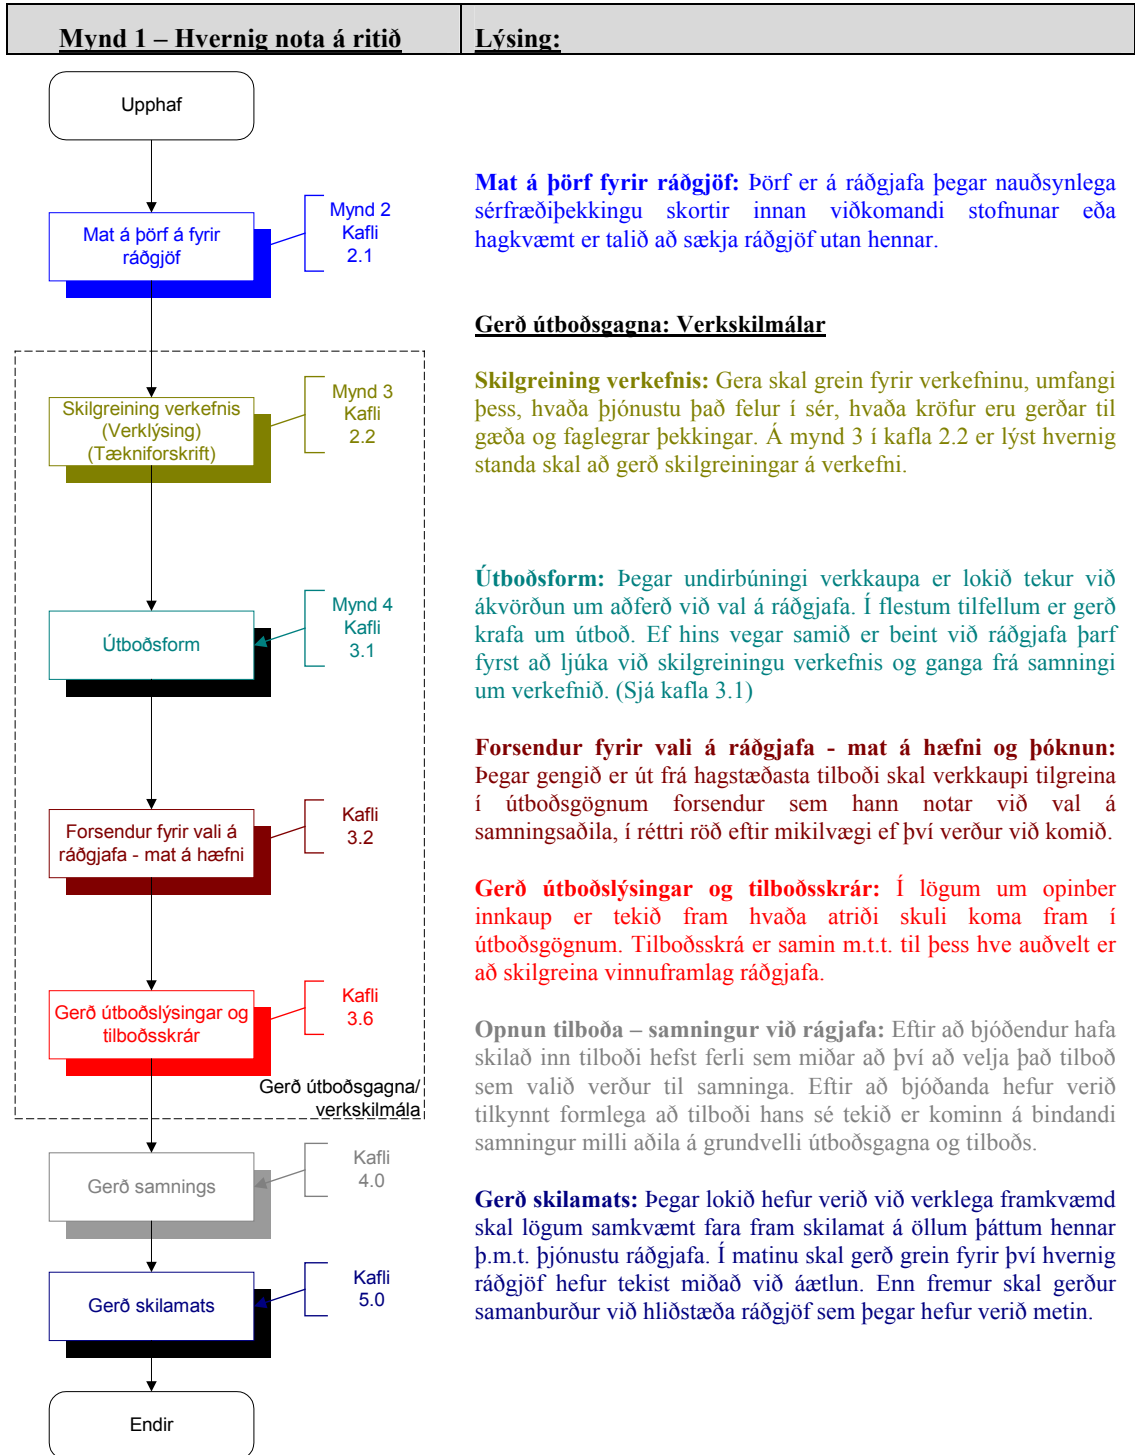 Mynd 1 – Hvernig nota á ritið
Lýsing:
Upphaf
Mat á þörf á fyrir
ráðgjöf
Mynd 2
Kafli
2.1
Skilgreining verkefnis
(Verklýsing)
(Tækniforskrift)
Mynd 3
Kafli
2.2
Útboðsform
Mynd 4
Kafli
3.1
Forsendur fyrir vali á
ráðgjafa - mat á hæfni
Kafli
3.2
Gerð útboðslýsingar og
tilboðsskrár
Kafli
3.6
Gerð útboðsgagna/
verkskilmála
Gerð samnings
Kafli
4.0
Gerð skilamats
Kafli
5.0
Endir
Mat á þörf fyrir ráðgjöf: Þörf er á ráðgjafa þegar nauðsynlega
sérfræðiþekkingu skortir innan viðkomandi stofnunar eða
hagkvæmt er talið að sækja ráðgjöf utan hennar.
Gerð útboðsgagna: Verkskilmálar
Skilgreining verkefnis: Gera skal grein fyrir verkefninu, umfangi
þess, hvaða þjónustu það felur í sér, hvaða kröfur eru gerðar til
gæða og faglegrar þekkingar. Á mynd 3 í kafla 2.2 er lýst hvernig
standa skal að gerð skilgreiningar á verkefni.
Útboðsform: Þegar undirbúningi verkkaupa er lokið tekur við
ákvörðun um aðferð við val á ráðgjafa. Í flestum tilfellum er gerð
krafa um útboð. Ef hins vegar samið er beint við ráðgjafa þarf
fyrst að ljúka við skilgreiningu verkefnis og ganga frá samningi
um verkefnið. (Sjá kafla 3.1)
Forsendur fyrir vali á ráðgjafa - mat á hæfni og þóknun:
Þegar gengið er út frá hagstæðasta tilboði skal verkkaupi tilgreina
í útboðsgögnum forsendur sem hann notar við val á
samningsaðila, í réttri röð eftir mikilvægi ef því verður við komið.
Gerð útboðslýsingar og tilboðsskrár: Í lögum um opinber
innkaup er tekið fram hvaða atriði skuli koma fram í
útboðsgögnum. Tilboðsskrá er samin m.t.t. til þess hve auðvelt er
að skilgreina vinnuframlag ráðgjafa.
Opnun tilboða – samningur við rágjafa: Eftir að bjóðendur hafa
skilað inn tilboði hefst ferli sem miðar að því að velja það tilboð
sem valið verður til samninga. Eftir að bjóðanda hefur verið
tilkynnt formlega að tilboði hans sé tekið er kominn á bindandi
samningur milli aðila á grundvelli útboðsgagna og tilboðs.
Gerð skilamats: Þegar lokið hefur verið við verklega framkvæmd
skal lögum samkvæmt fara fram skilamat á öllum þáttum hennar
þ.m.t. þjónustu ráðgjafa. Í matinu skal gerð grein fyrir því hvernig
ráðgjöf hefur tekist miðað við áætlun. Enn fremur skal gerður
samanburður við hliðstæða ráðgjöf sem þegar hefur verið metin.